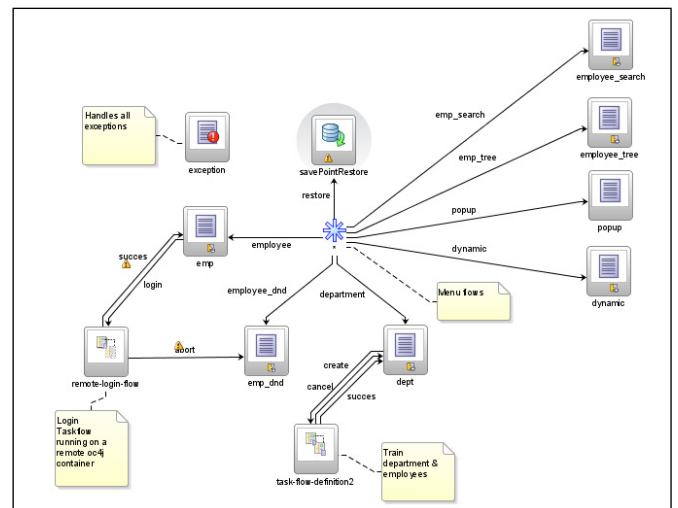 employee_search
Handles all
exceptions
emp_search
exception
savePointRestore
employee_tree
emp_tree
restore
popup
popup
employee
*
succes
emp
dynamic
login
employee_dnd
department
Menu flows
dynamic
abort
create
remote-login-flow
emp_dnd
cancel
dept
succes
Login
Taskflow
running on a
remote oc4j
container
Train
department &
employees
task-flow-definition2